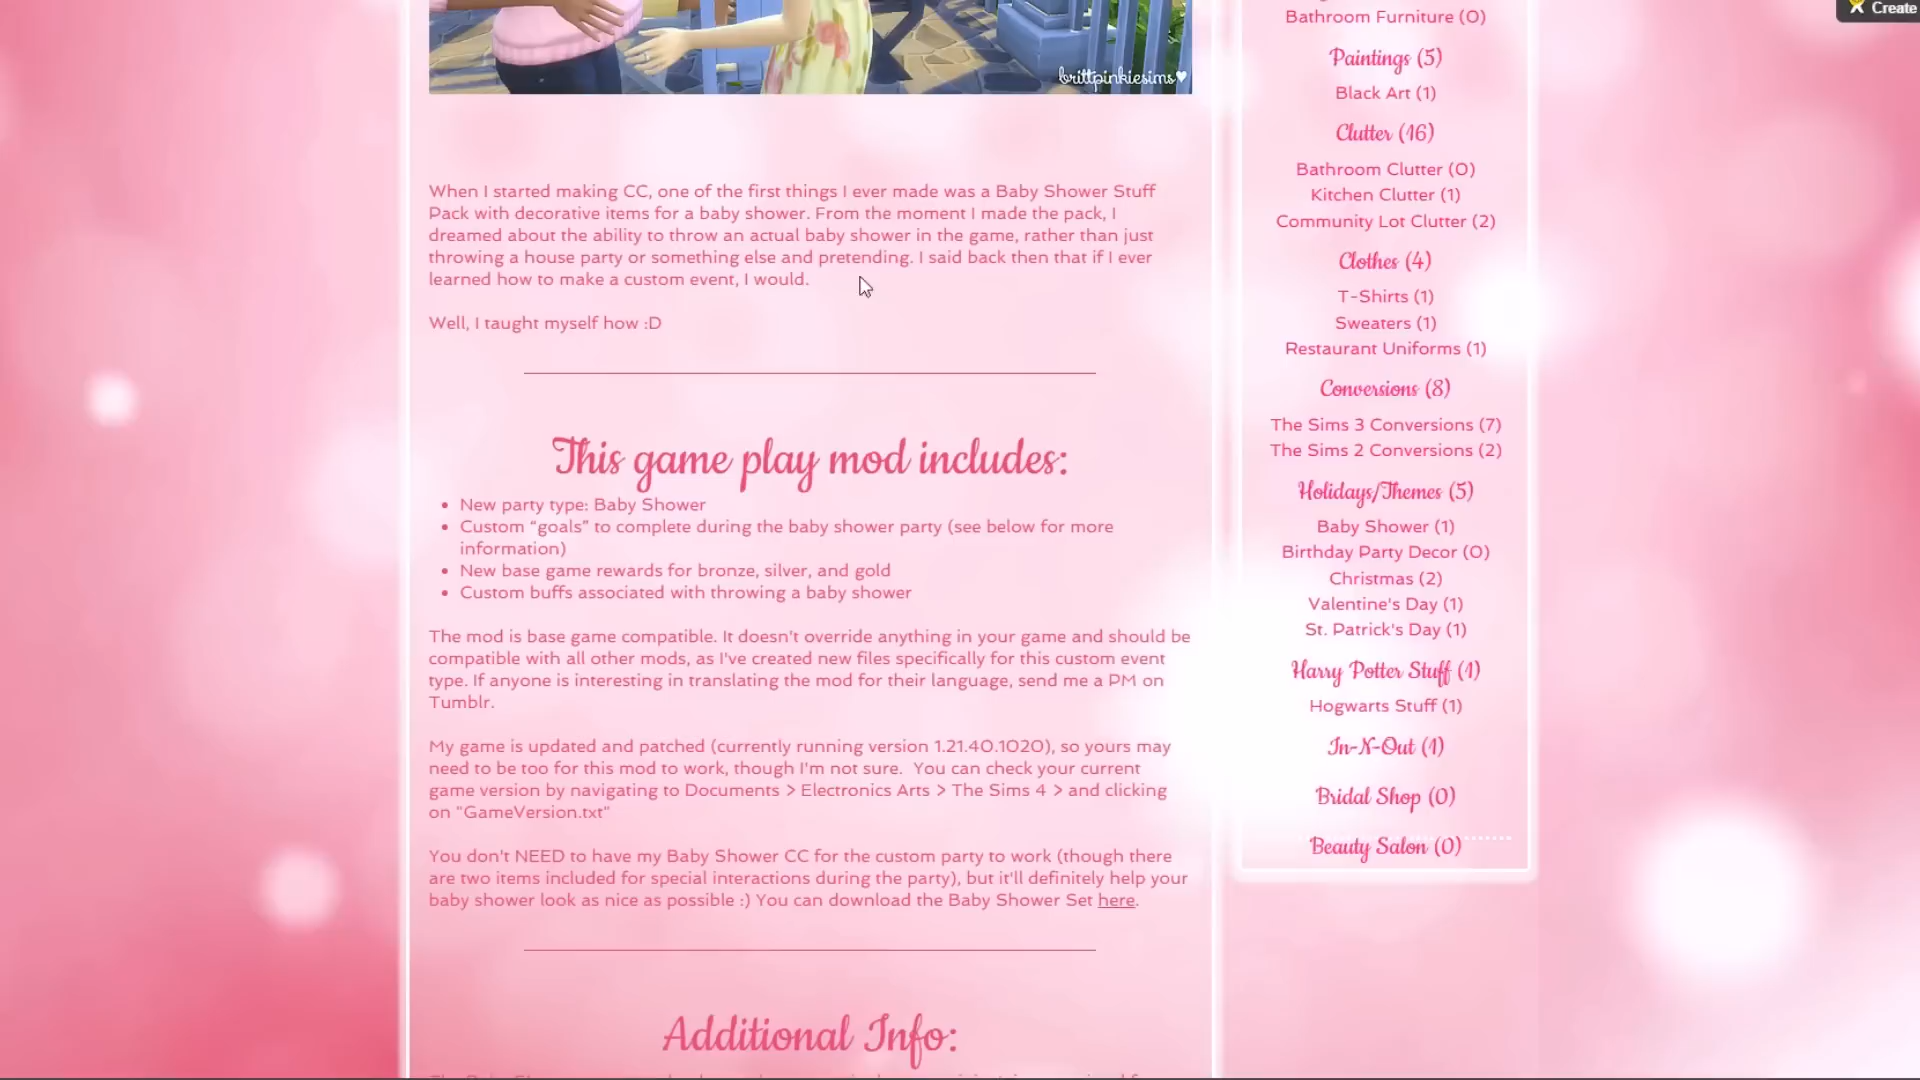 Create
brittpinkiesims♥
When I started making CC, one of the first things I ever made was a Baby Shower Stuff
Pack with decorative items for a baby shower. From the moment I made the pack, I
dreamed about the ability to throw an actual baby shower in the game, rather than just
throwing a house party or something else and pretending. I said back then that if I ever
learned how to make a custom event, I would.
Well, I taught myself how :D
This game play mod includes:
• New party type: Baby Shower
• Custom “goals” to complete during the baby shower party (see below for more
information)
• New base game rewards for bronze, silver, and gold
• Custom buffs associated with throwing a baby shower
The mod is base game compatible. It doesn't override anything in your game and should be
compatible with all other mods, as I've created new files specifically for this custom event
type. If anyone is interesting in translating the mod for their language, send me a PM on
Tumblr.
My game is updated and patched (currently running version 1.21.40.1020), so yours may
need to be too for this mod to work, though I'm not sure. You can check your current
game version by navigating to Documents > Electronics Arts > The Sims 4 > and clicking
on "GameVersion.txt"
You don't NEED to have my Baby Shower CC for the custom party to work (though there
are two items included for special interactions during the party), but it'll definitely help your
baby shower look as nice as possible :) You can download the Baby Shower Set here.
Additional Info:
Bathroom Furniture (0)
Paintings (5)
Black Art (1)
Clutter (16)
Bathroom Clutter (0)
Kitchen Clutter (1)
Community Lot Clutter (2)
Clothes (4)
T-Shirts (1)
Sweaters (1)
Restaurant Uniforms (1)
Conversions (8)
The Sims 3 Conversions (7)
The Sims 2 Conversions (2)
Holidays/Themes (5)
Baby Shower (1)
Birthday Party Decor (0)
Christmas (2)
Valentine's Day (1)
St. Patrick's Day (1)
Harry Potter Stuff (1)
Hogwarts Stuff (1)
In-N-Out (1)
Bridal Shop (0)
Beauty Salon (0)